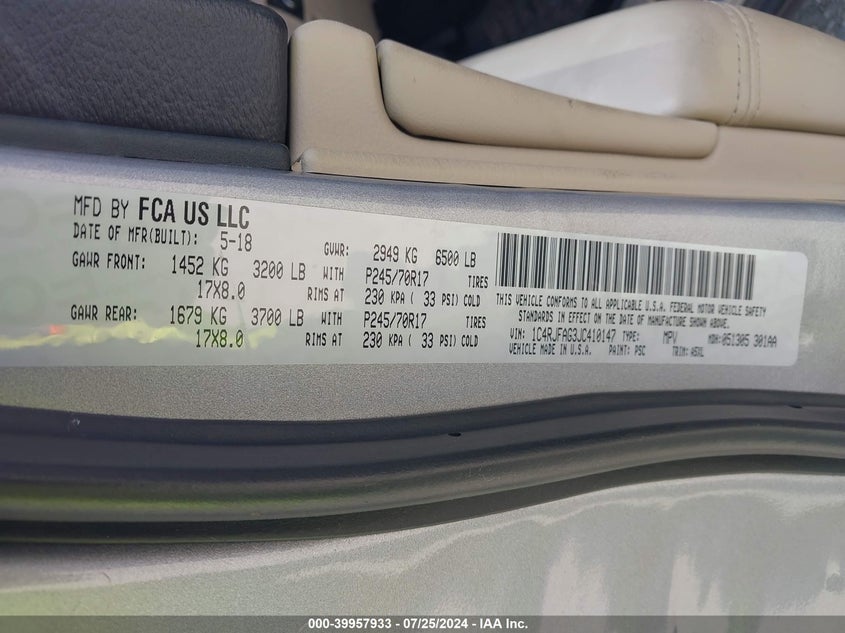 MFD BY FCA US LLC
DATE OF MFR(BUILT): 5-18 GVWR: 2949 KG 6500 LB
GAWR FRONT: 1452 KG 3200 LB WITH P245/70R17 TIRES
17X8.0 RIMS AT 230 KPA ( 33 PSI) COLD
GAWR REAR: 1679 KG 3700 LB WITH P245/70R17 TIRES
17X8.0 RIMS AT 230 KPA ( 33 PSI) COLD
THIS VEHICLE CONFORMS TO ALL APPLICABLE U.S.A. FEDERAL MOTOR VEHICLE SAFETY
STANDARDS IN EFFECT ON THE DATE OF MANUFACTURE SHOWN ABOVE.
VIN: 1C4RJFAG3JC410147 TYPE: MPV MDH: 051305 301AA
VEHICLE MADE IN U.S.A. PAINT: PSC TRIM: A5XL
000-39957933 - 07/25/2024 - IAA Inc.